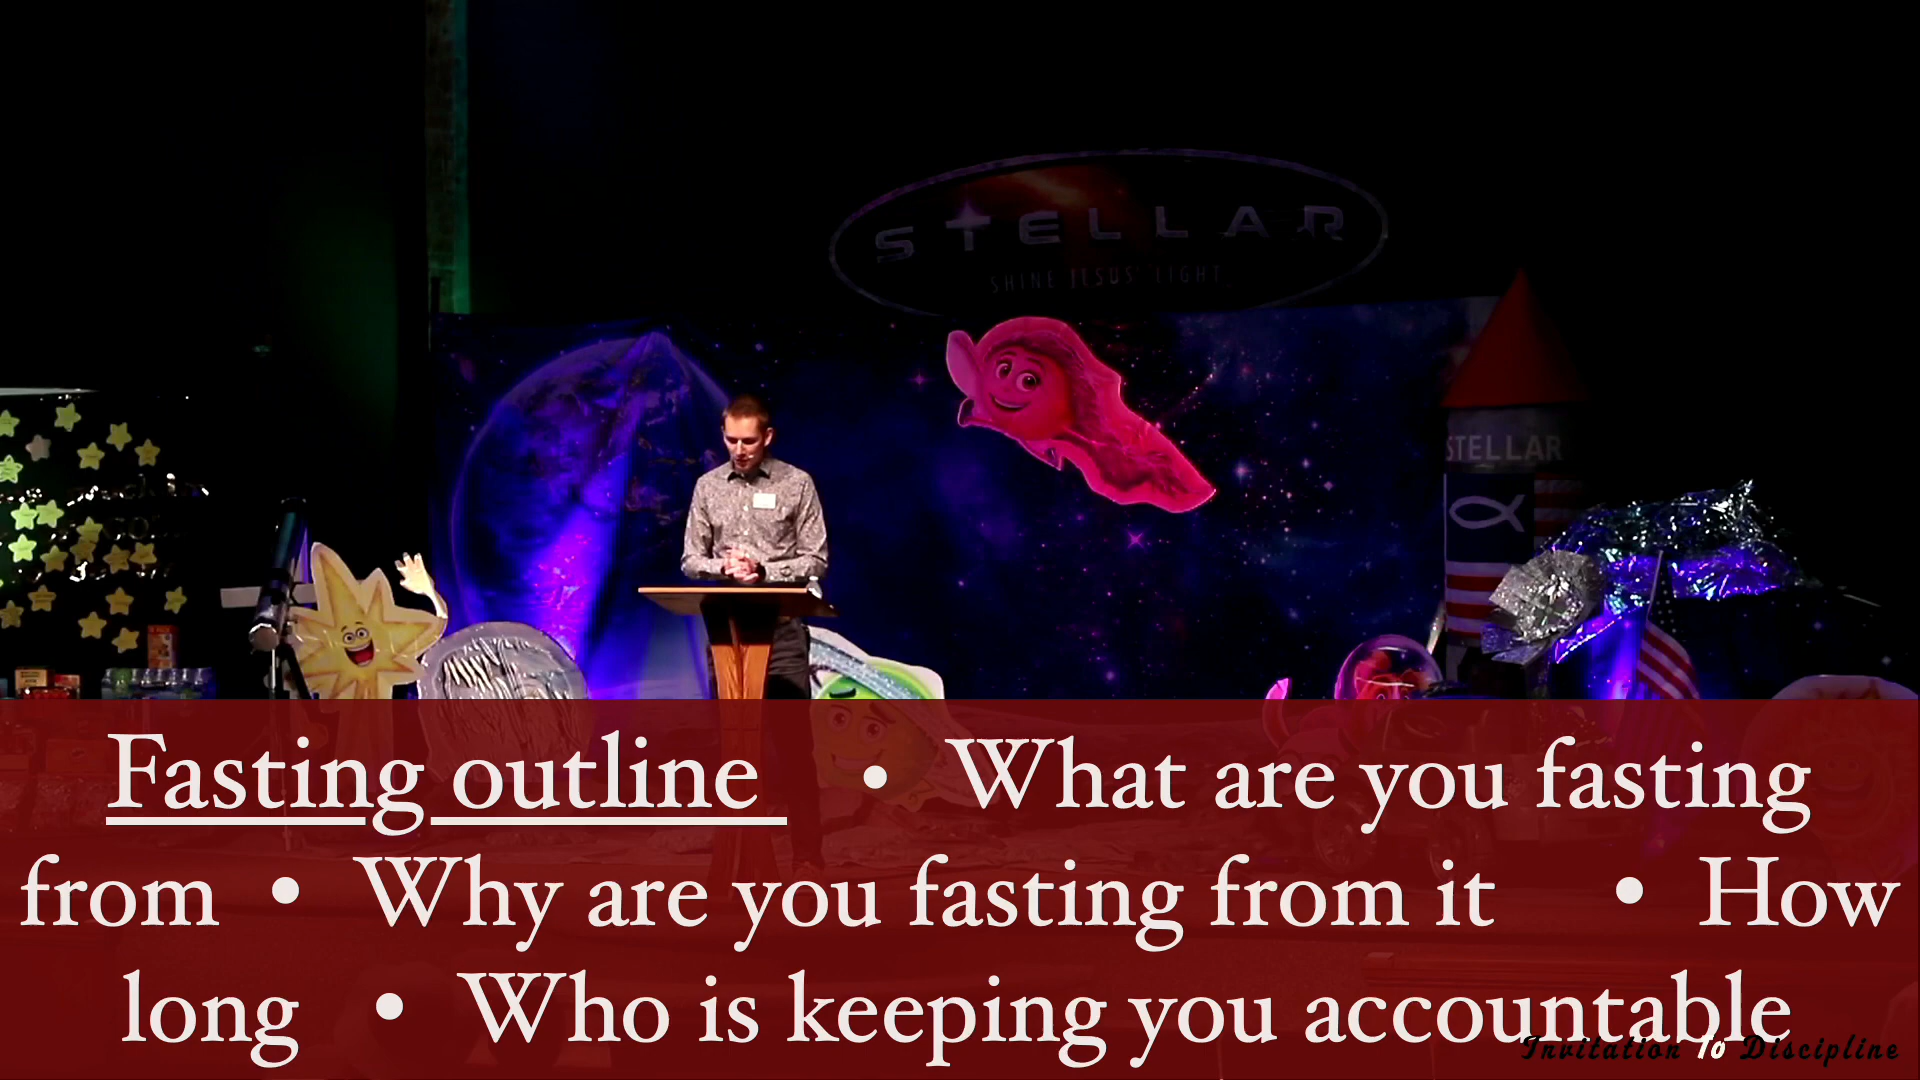 STELLAR
SHINE JESUS' LIGHT
STELLAR
Fasting outline • What are you fasting
from • Why are you fasting from it • How
long • Who is keeping you accountable
Invitation To Discipline